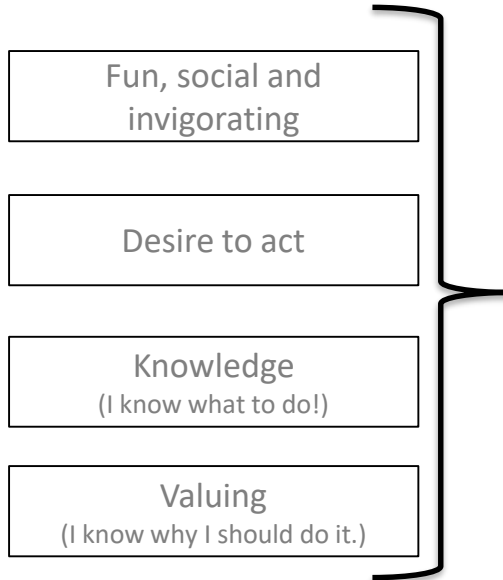 Fun, social and
invigorating
Desire to act
Knowledge
(I know what to do!)
Valuing
(I know why I should do it.)